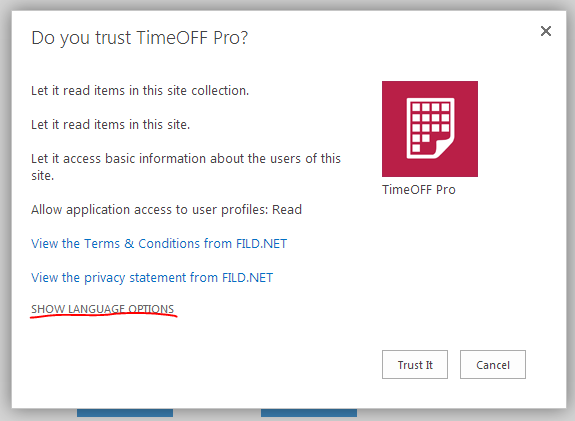 Do you trust TimeOFF Pro?
Let it read items in this site collection.
Let it read items in this site.
Let it access basic information about the users of this
site.
Allow application access to user profiles: Read
View the Terms & Conditions from FILD.NET
View the privacy statement from FILD.NET
SHOW LANGUAGE OPTIONS
TimeOFF Pro
Trust It
Cancel